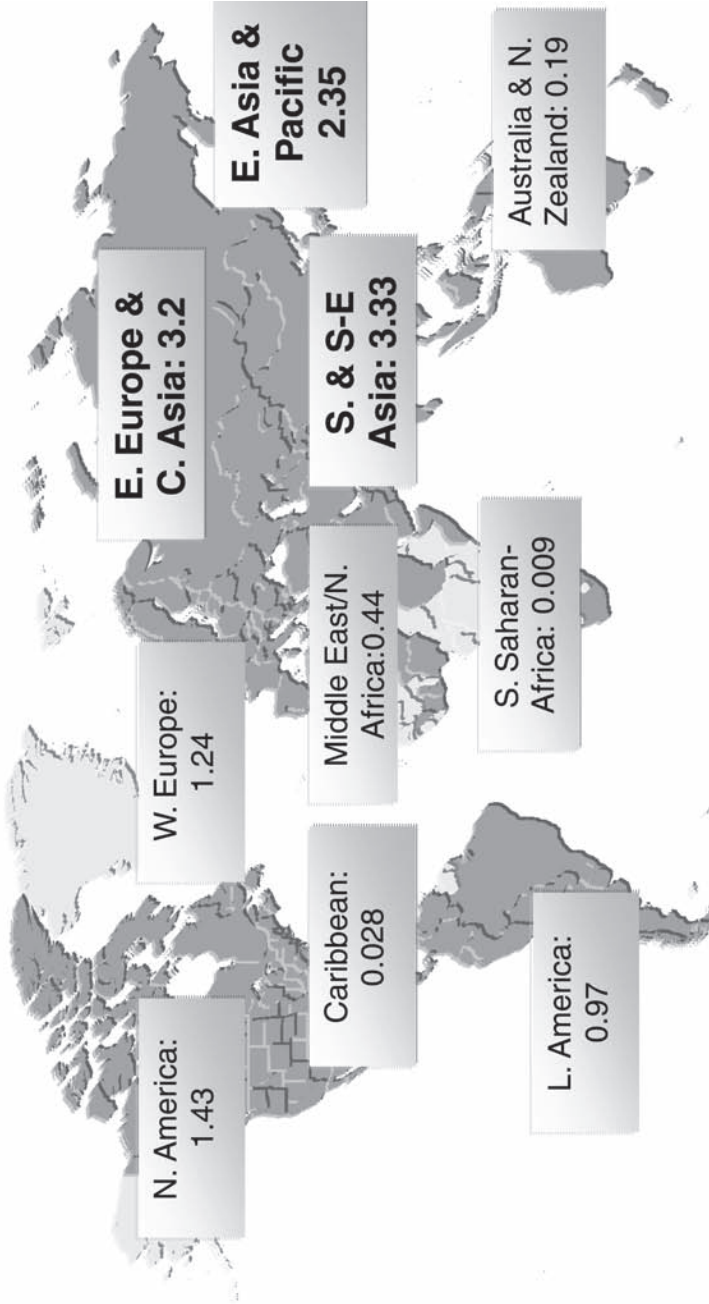 N. America:
1.43
W. Europe:
1.24
E. Europe &
C. Asia: 3.2
E. Asia &
Pacific
2.35
Caribbean:
0.028
Middle East/N.
Africa:0.44
S. & S-E
Asia: 3.33
L. America:
0.97
S. Saharan-
Africa: 0.009
Australia & N.
Zealand: 0.19